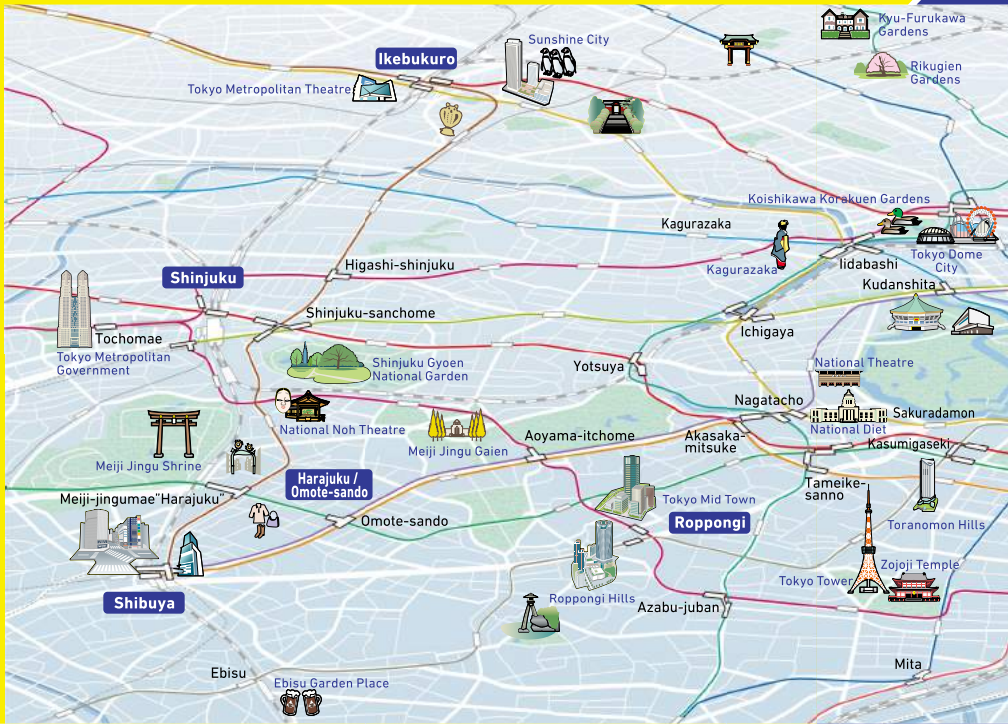 Kyu-Furukawa
Gardens
Sunshine City
Ikebukuro
Rikugien
Gardens
Tokyo Metropolitan Theatre
Koishikawa Korakuen Gardens
Kagurazaka
Kagurazaka
Iidabashi
Tokyo Dome
City
Higashi-shinjuku
Shinjuku
Kudanshita
Shinjuku-sanchome
Ichigaya
Tochomae
Tokyo Metropolitan
Government
Shinjuku Gyoen
National Garden
Yotsuya
National Theatre
Nagatacho
Sakuradamon
National Diet
National Noh Theatre
Meiji Jingu Gaien
Aoyama-itchome
Akasaka-
mitsuke
Kasumigaseki
Meiji Jingu Shrine
Harajuku /
Omote-sando
Meiji-jingumae"Harajuku"
Tameike-
sanno
Tokyo Mid Town
Omote-sando
Roppongi
Toranomon Hills
Zojoji Temple
Tokyo Tower
Roppongi Hills
Shibuya
Azabu-juban
Ebisu
Ebisu Garden Place
Mita